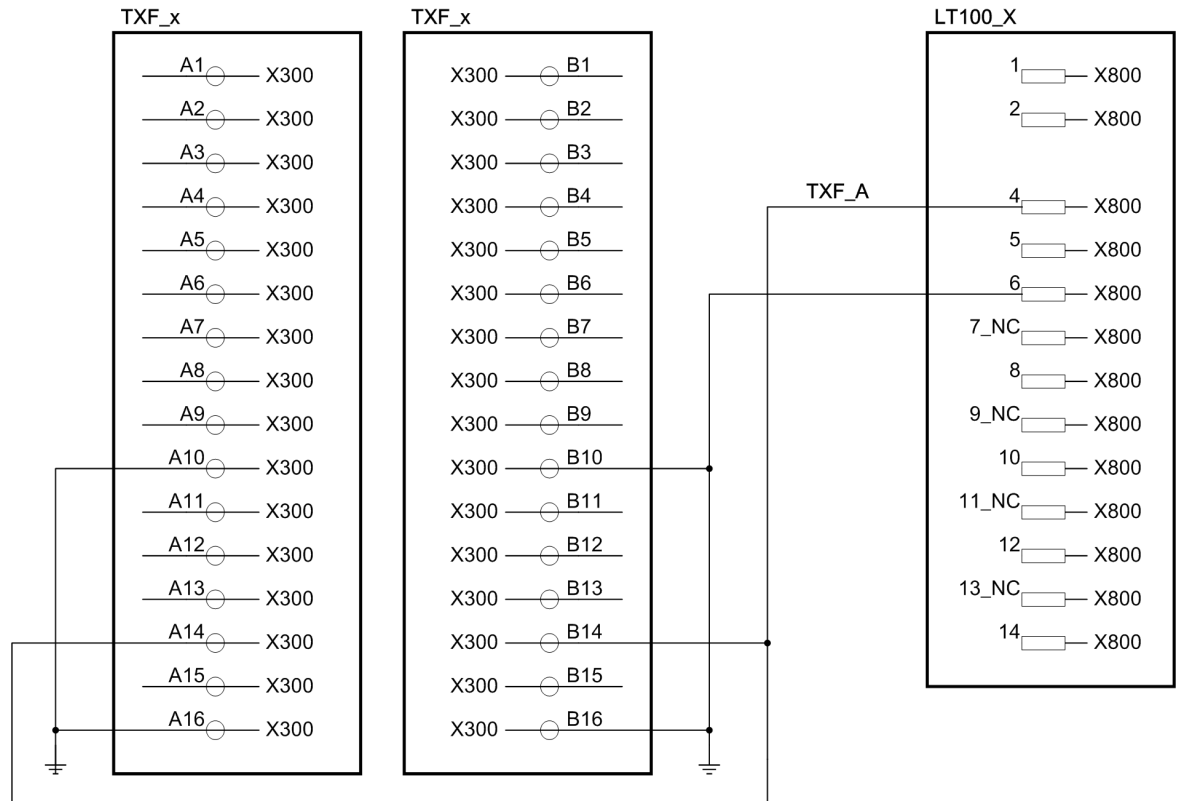 TXF_x TXF_x LT100_X
A1 X300 X300 B1 1 X800
A2 X300 X300 B2 2 X800
A3 X300 X300 B3
A4 X300 X300 B4 TXF_A 4 X800
A5 X300 X300 B5 5 X800
A6 X300 X300 B6 6 X800
A7 X300 X300 B7 7_NC X800
A8 X300 X300 B8 8 X800
A9 X300 X300 B9 9_NC X800
A10 X300 X300 B10 10 X800
A11 X300 X300 B11 11_NC X800
A12 X300 X300 B12 12 X800
A13 X300 X300 B13 13_NC X800
A14 X300 X300 B14 14 X800
A15 X300 X300 B15
A16 X300 X300 B16